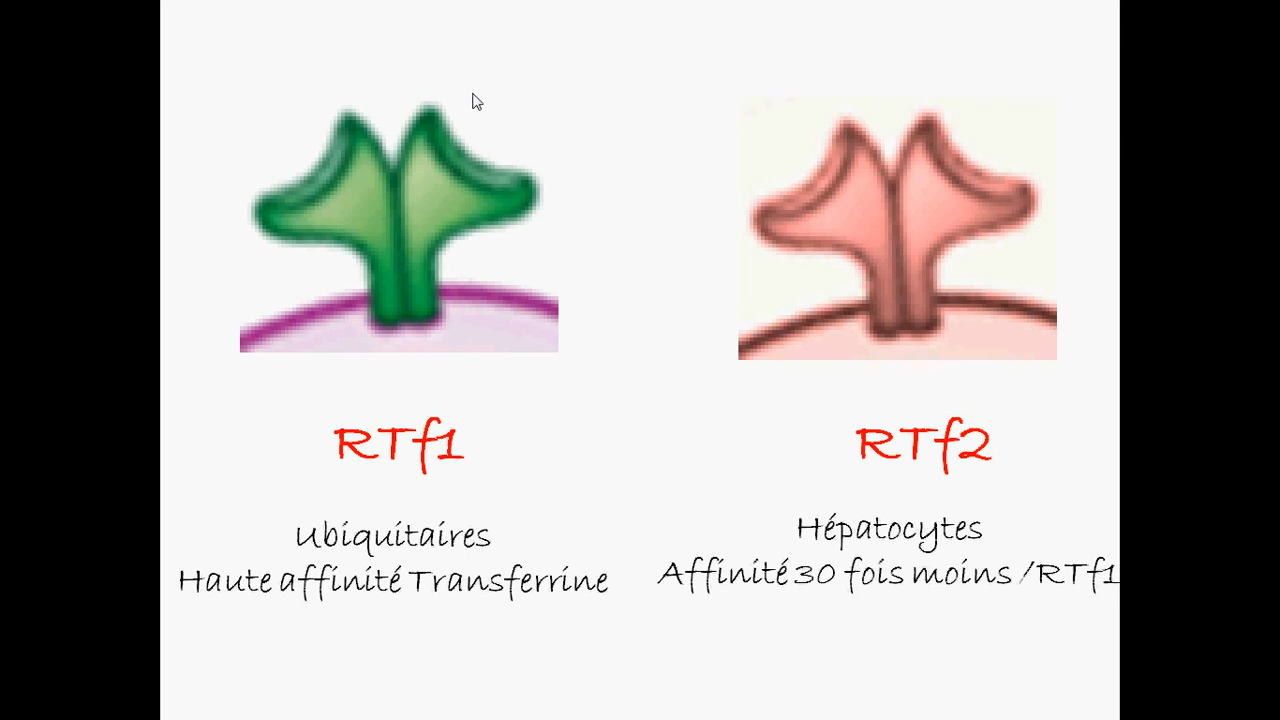 RTf1
Ubiquitaires
Haute affinité Transferrine
RTf2
Hépatocytes
Affinité 30 fois moins /RTf1